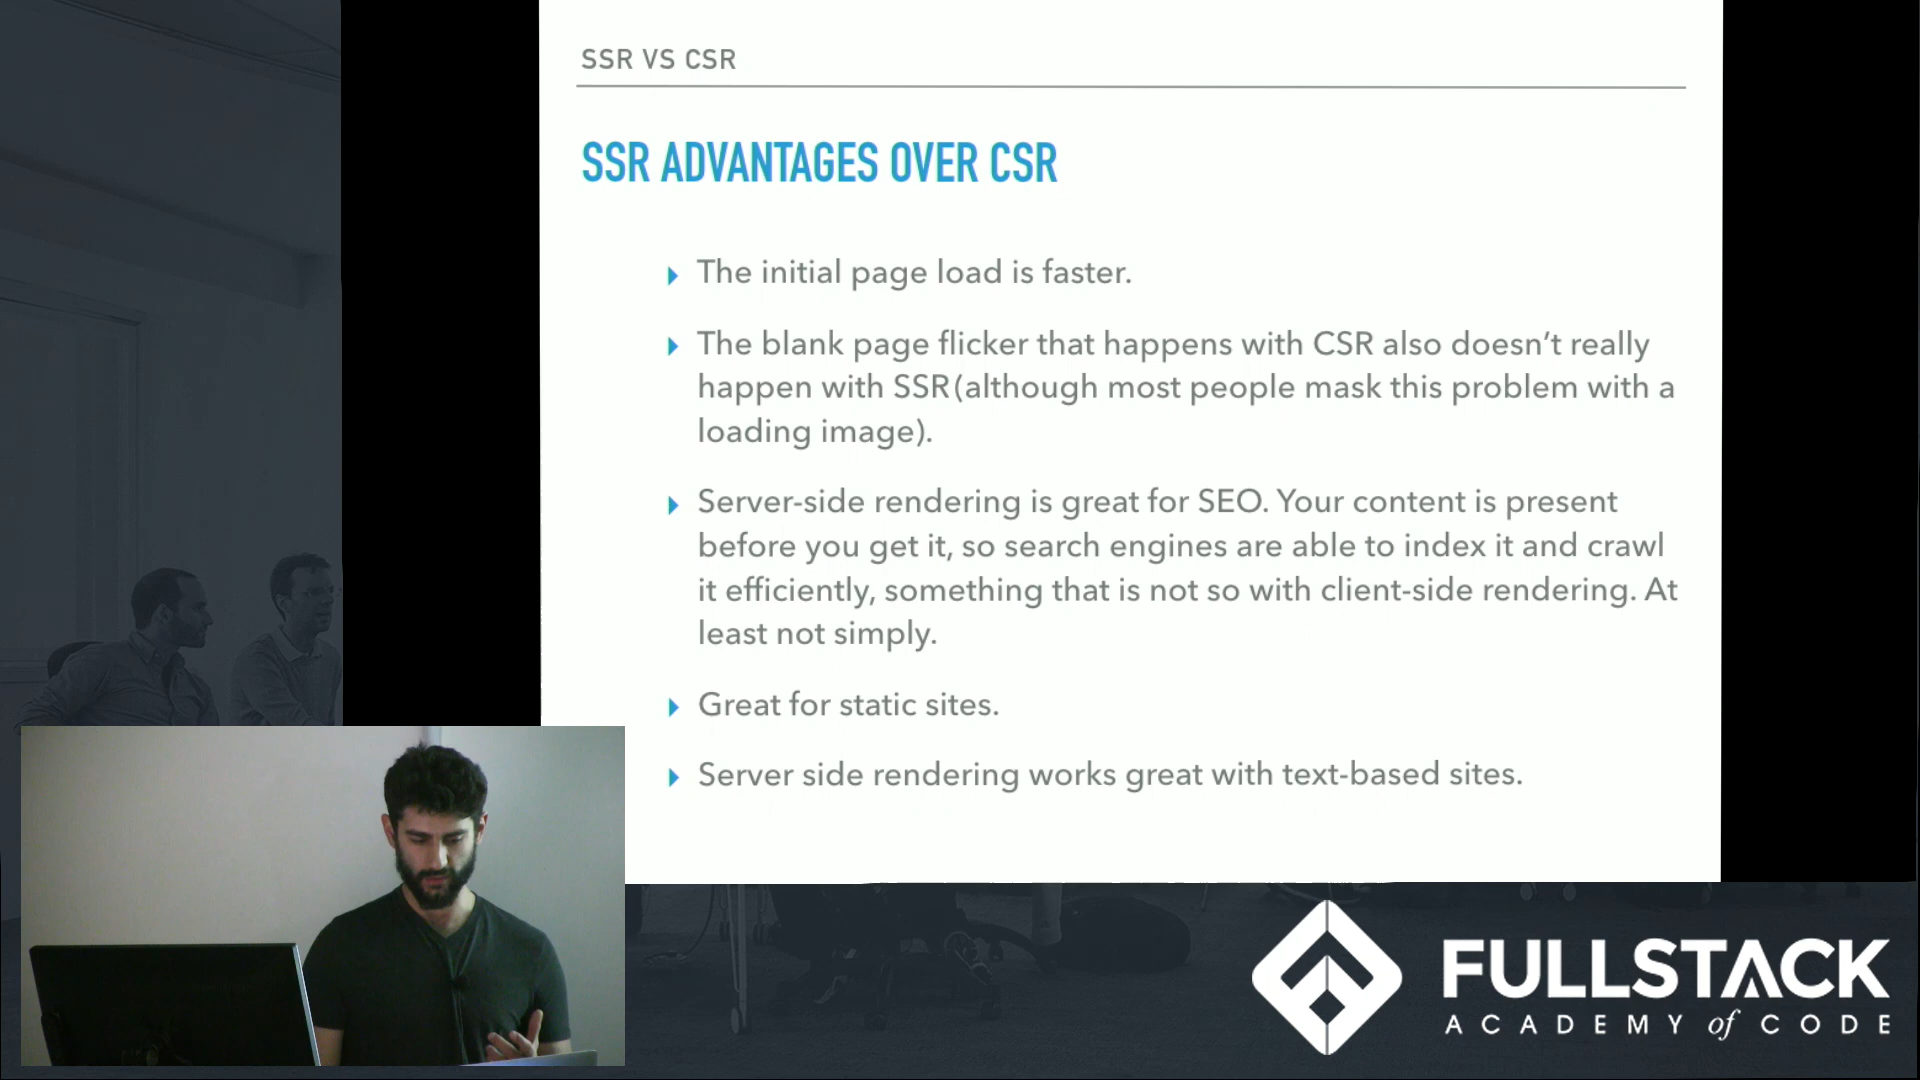 SSR VS CSR
SSR ADVANTAGES OVER CSR
The initial page load is faster.
The blank page flicker that happens with CSR also doesn’t really
happen with SSR(although most people mask this problem with a
loading image).
Server-side rendering is great for SEO. Your content is present
before you get it, so search engines are able to index it and crawl
it efficiently, something that is not so with client-side rendering. At
least not simply.
Great for static sites.
Server side rendering works great with text-based sites.
FULLSTACK
ACADEMY of CODE